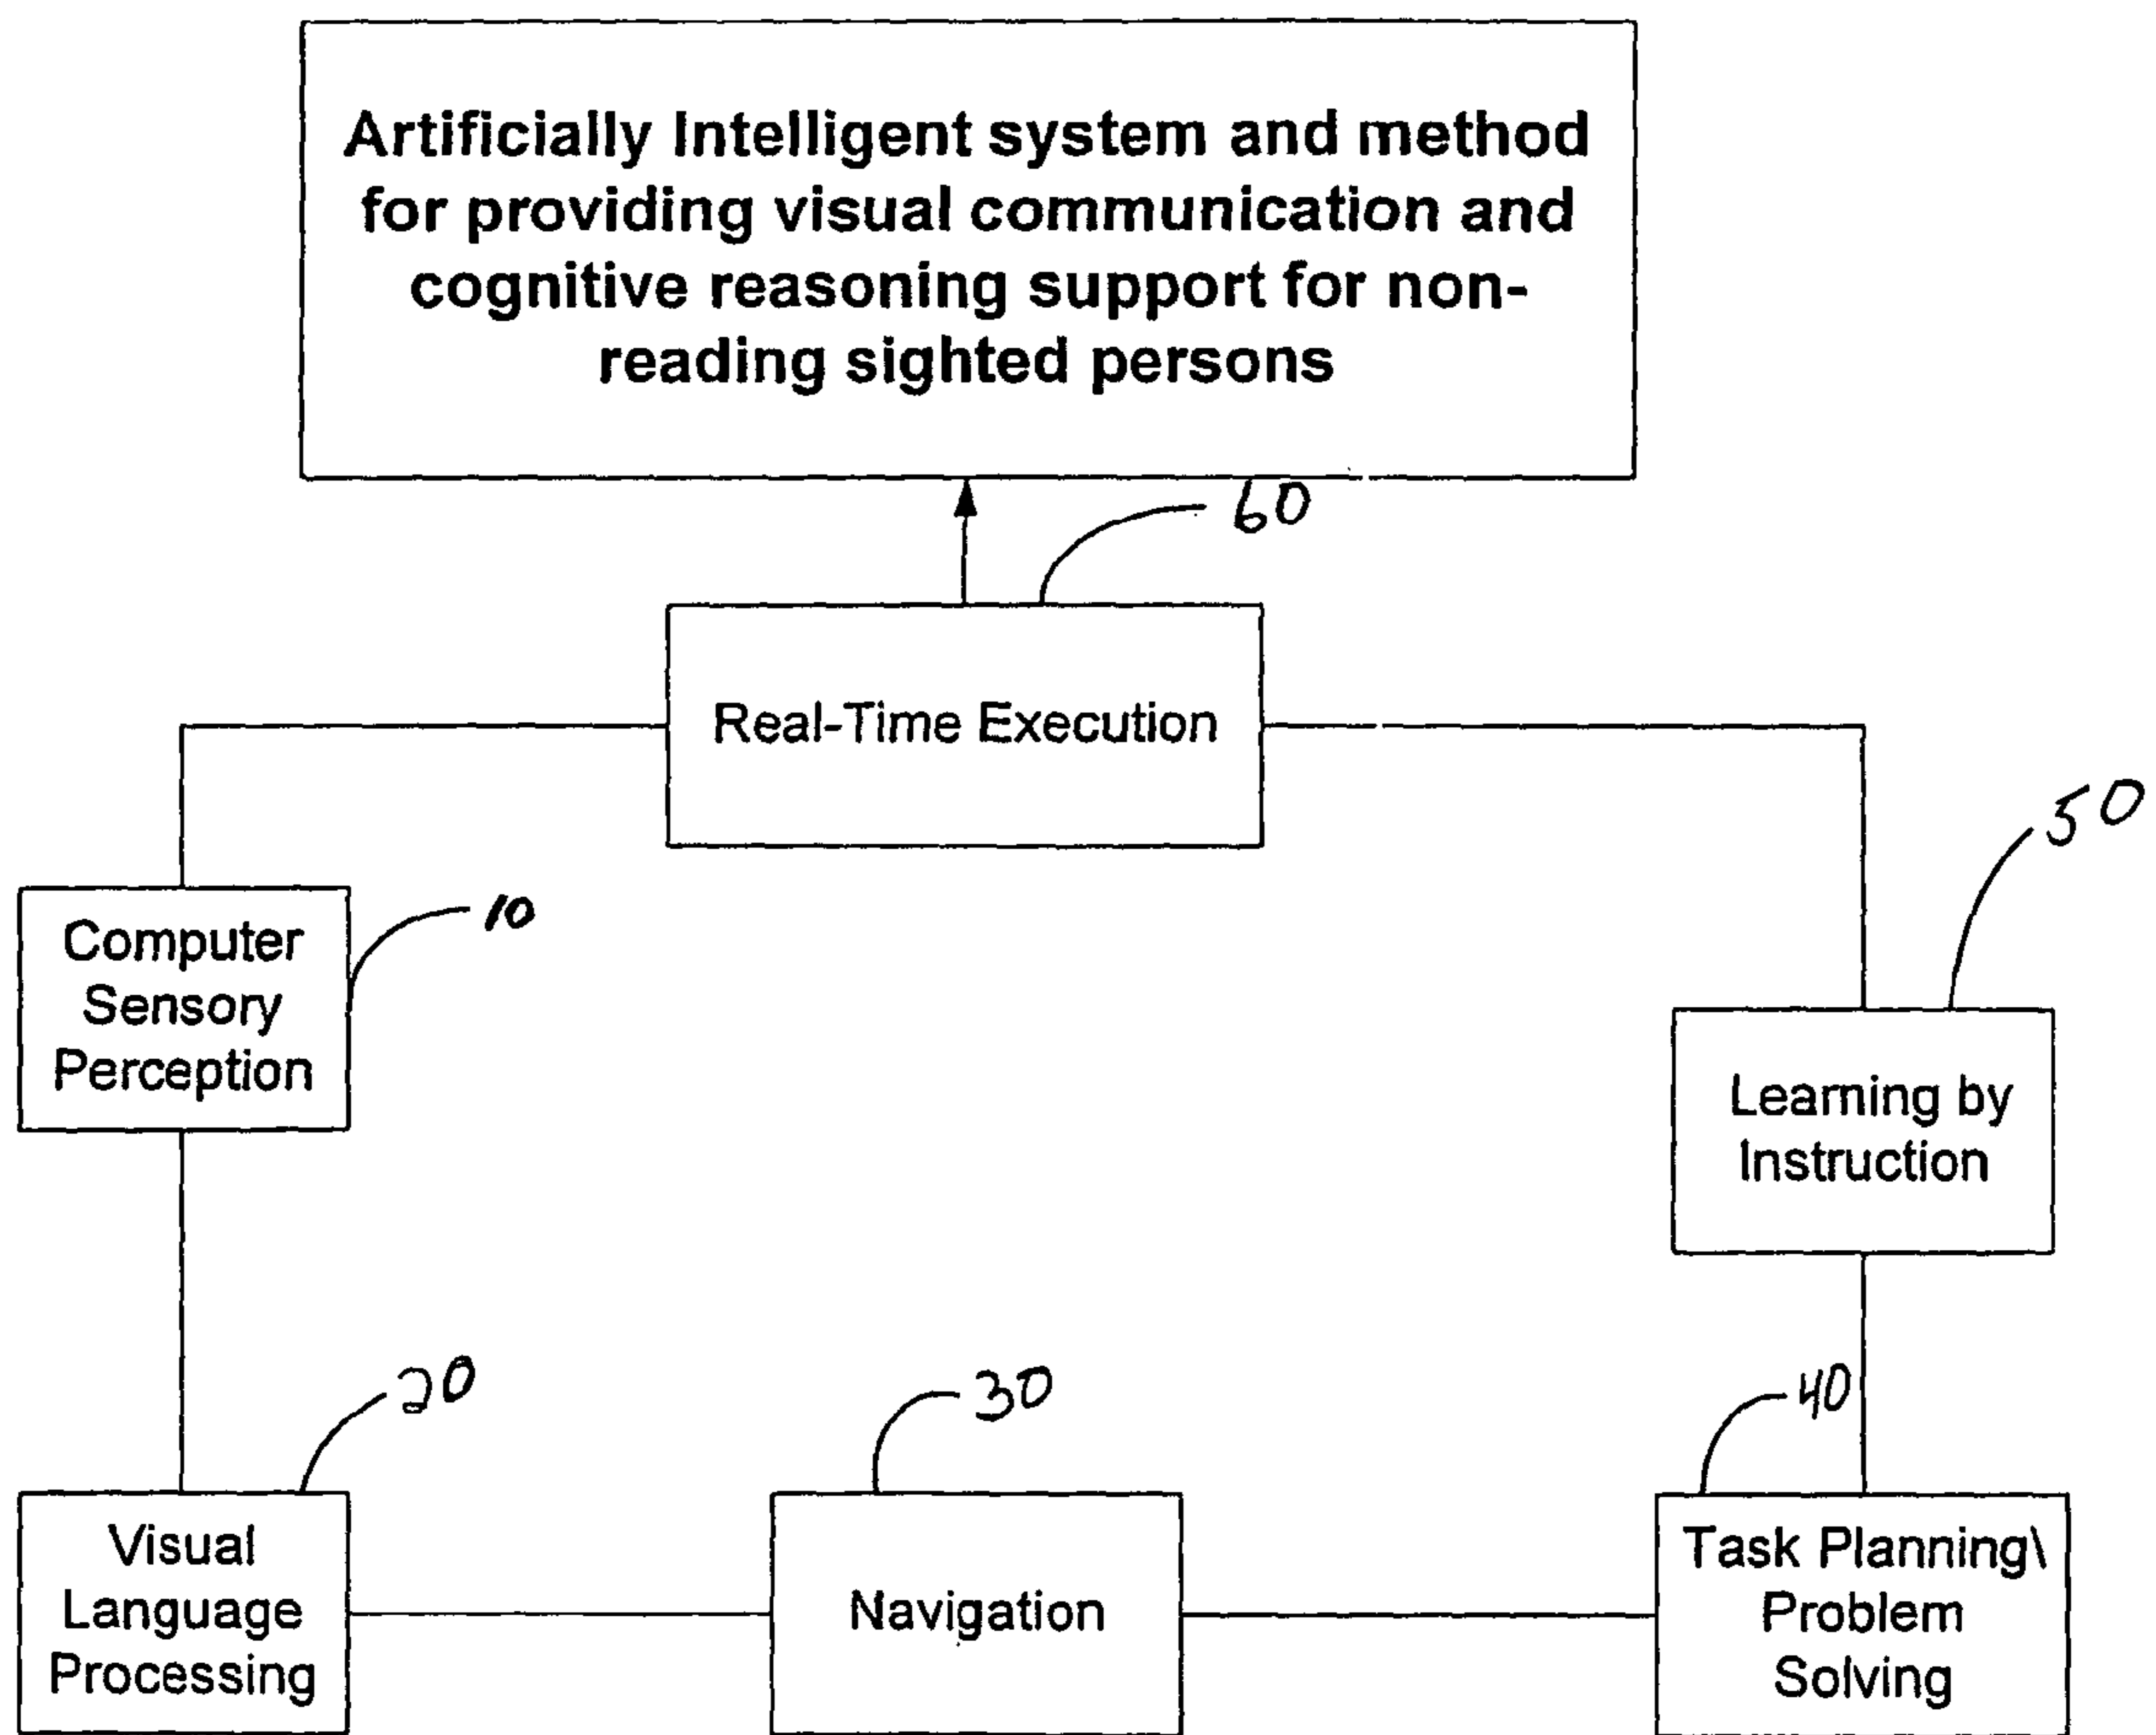 Artificially Intelligent system and method
for providing visual communication and
cognitive reasoning support for non-
reading sighted persons
60
Real-Time Execution
50
10
Computer
Sensory
Perception
Learning by
Instruction
20
30
40
Visual
Language
Processing
Navigation
Task Planning\
Problem
Solving